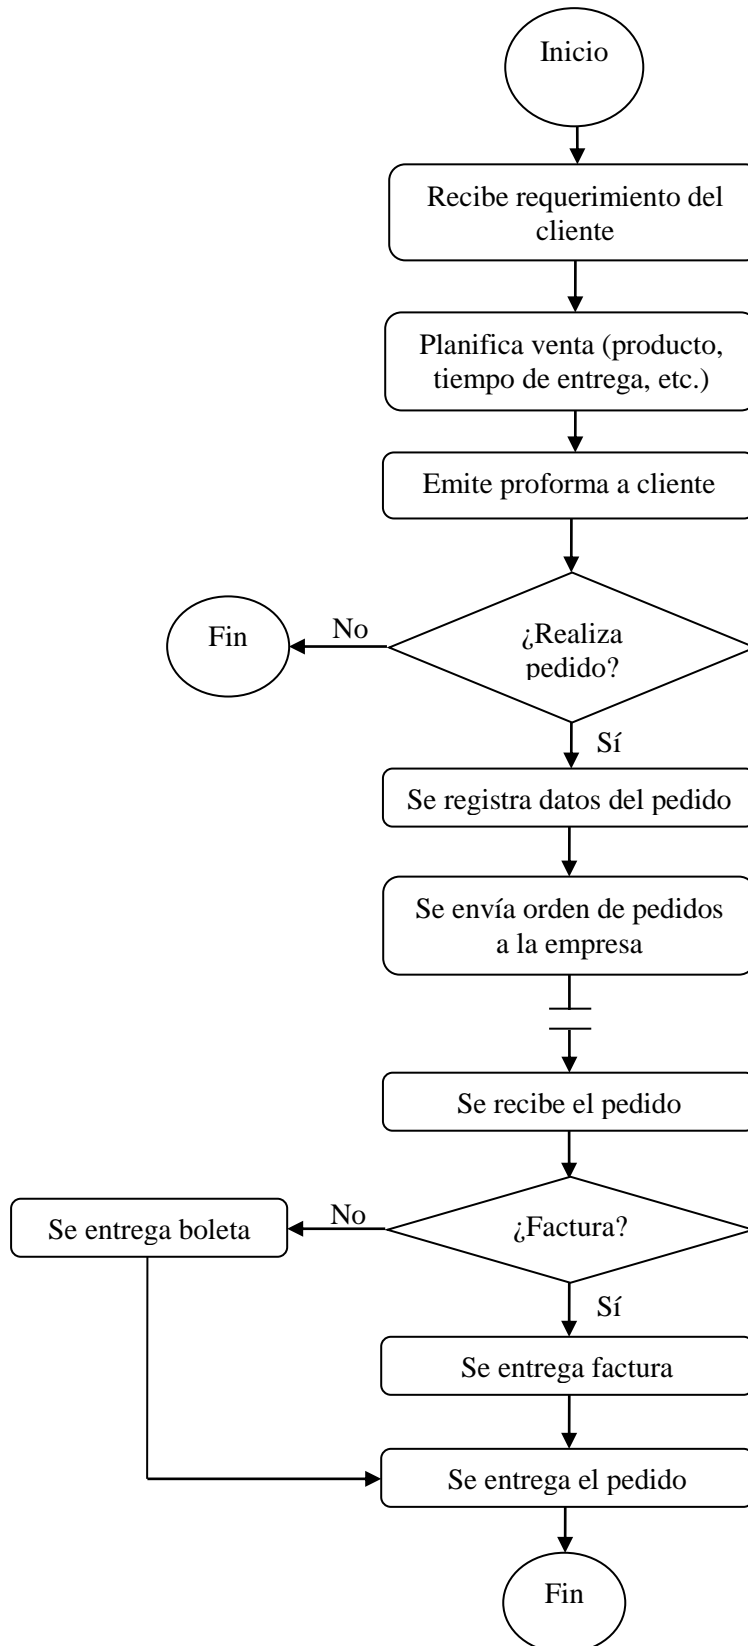 Inicio
Recibe requerimiento del
cliente
Planifica venta (producto,
tiempo de entrega, etc.)
Emite proforma a cliente
Fin
No
¿Realiza
pedido?
Sí
Se registra datos del pedido
Se envía orden de pedidos
a la empresa
Se recibe el pedido
Se entrega boleta
No
¿Factura?
Sí
Se entrega factura
Se entrega el pedido
Fin